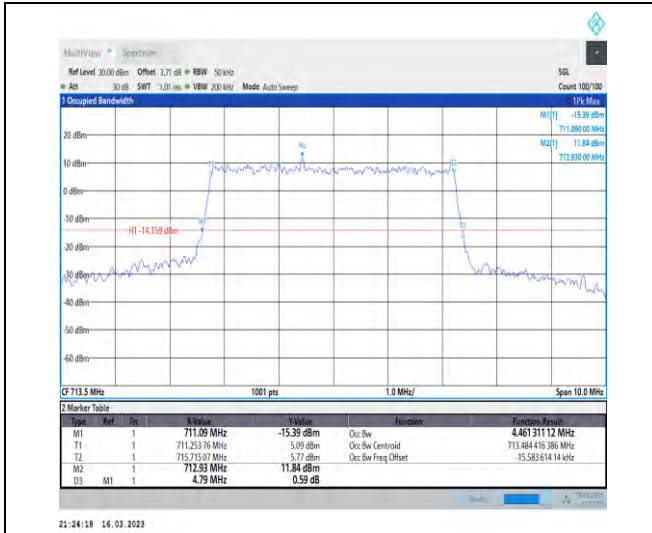 MultiView Spectrum
Ref Level 30.00 dBm Offset 3.71 dB RBW 50 kHz SGL
Att 30 dB SWT 1.01 ms VBW 200 kHz Mode Auto Sweep Count 100/100
1 Occupied Bandwidth 1Pk Max
M1[1] -15.39 dBm
711.090 00 MHz
M2[1] 11.84 dBm
712.930 00 MHz
20 dBm
10 dBm
0 dBm
-10 dBm
H1 -14.159 dBm
-20 dBm
-30 dBm
-40 dBm
-50 dBm
-60 dBm
M2
T1
T2
M1
D3
CF 713.5 MHz 1001 pts 1.0 MHz/ Span 10.0 MHz
2 Marker Table
Type Ref Trc X-Value Y-Value Function Function Result
M1 1 711.09 MHz -15.39 dBm Occ Bw 4.461 311 12 MHz
T1 1 711.253 76 MHz 5.09 dBm Occ Bw Centroid 713.484 416 386 MHz
T2 1 715.715 07 MHz 5.77 dBm Occ Bw Freq Offset -15.583 614 14 kHz
M2 1 712.93 MHz 11.84 dBm
D3 M1 1 4.79 MHz 0.59 dB
21:24:18 16.03.2023